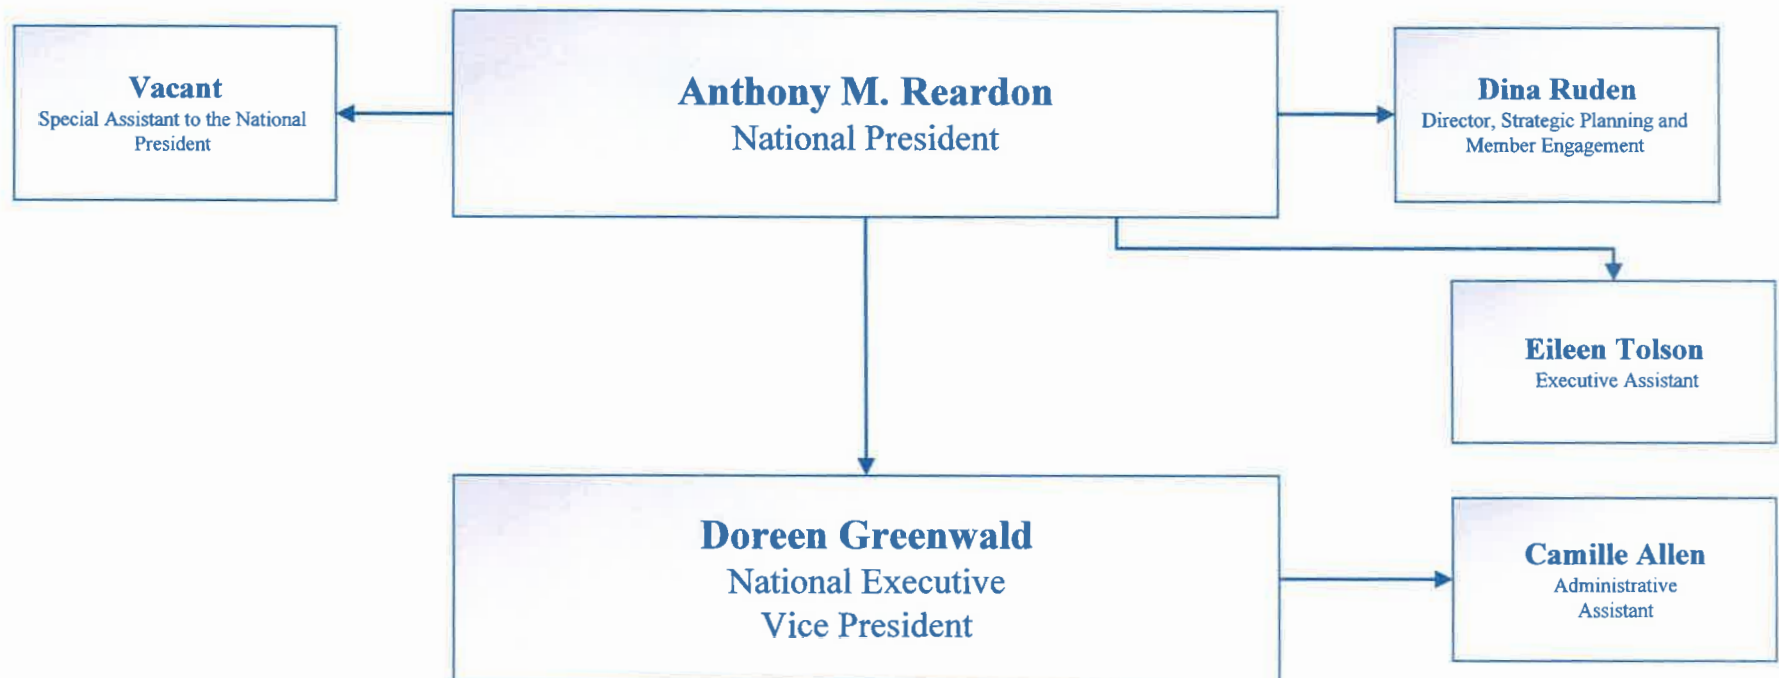 Vacant
Special Assistant to the National
President
Anthony M. Reardon
National President
Dina Ruden
Director, Strategic Planning and
Member Engagement
Eileen Tolson
Executive Assistant
Doreen Greenwald
National Executive
Vice President
Camille Allen
Administrative
Assistant